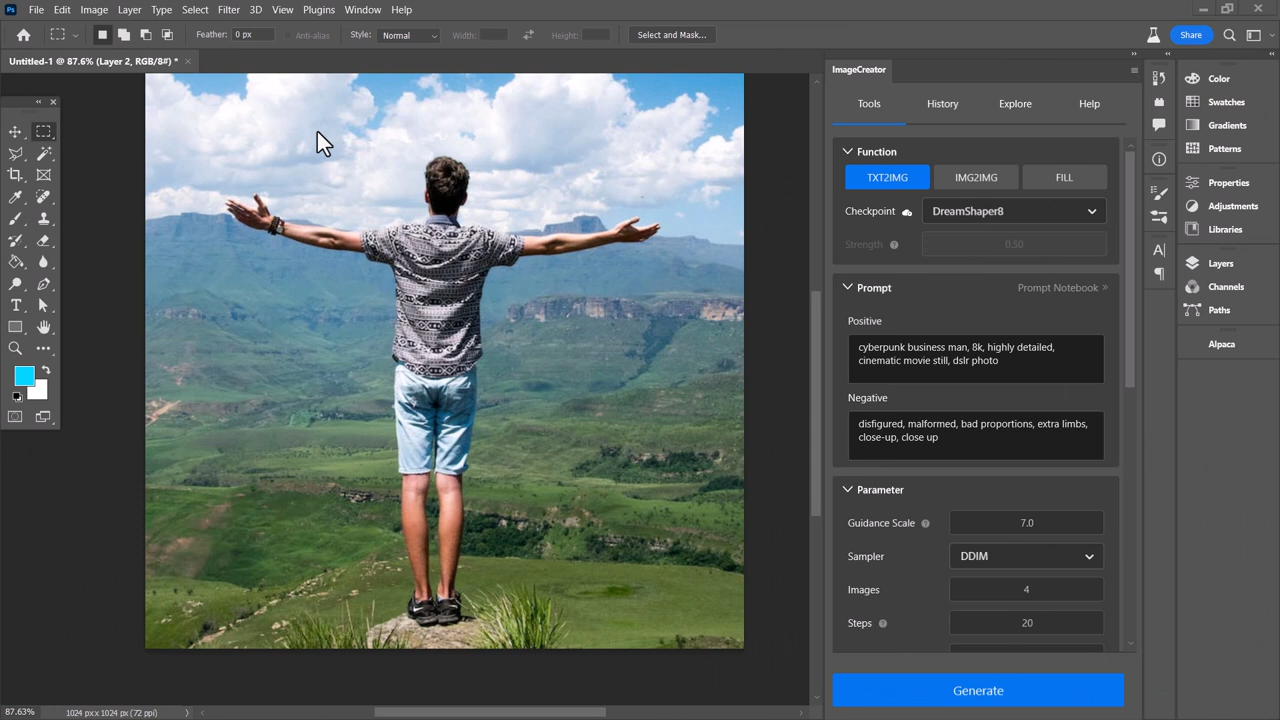 Ps File Edit Image Layer Type Select Filter 3D View Plugins Window Help
Feather: 0 px Anti-alias Style: Normal Width: Height: Select and Mask... Share
Untitled-1 @ 87.6% (Layer 2, RGB/8#) * ×
ImageCreator
Tools History Explore Help
Function
TXT2IMG IMG2IMG FILL
Checkpoint DreamShaper8
Strength ? 0.50
Prompt Prompt Notebook »
Positive
cyberpunk business man, 8k, highly detailed,
cinematic movie still, dslr photo
Negative
disfigured, malformed, bad proportions, extra limbs,
close-up, close up
Parameter
Guidance Scale ? 7.0
Sampler DDIM
Images 4
Steps ? 20
Generate
Color
Swatches
Gradients
Patterns
Properties
Adjustments
Libraries
Layers
Channels
Paths
Alpaca
87.63% 1024 px x 1024 px (72 ppi)